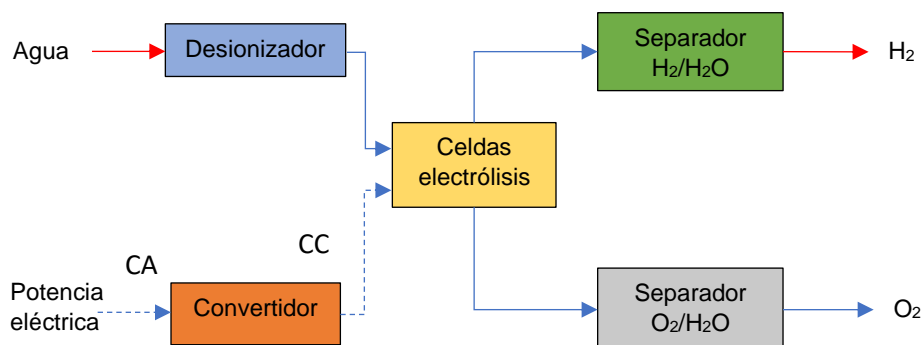 Agua
Desionizador
Separador
H₂/H₂O
H₂
Celdas
electrólisis
CC
CA
Potencia
eléctrica
Convertidor
Separador
O₂/H₂O
O₂